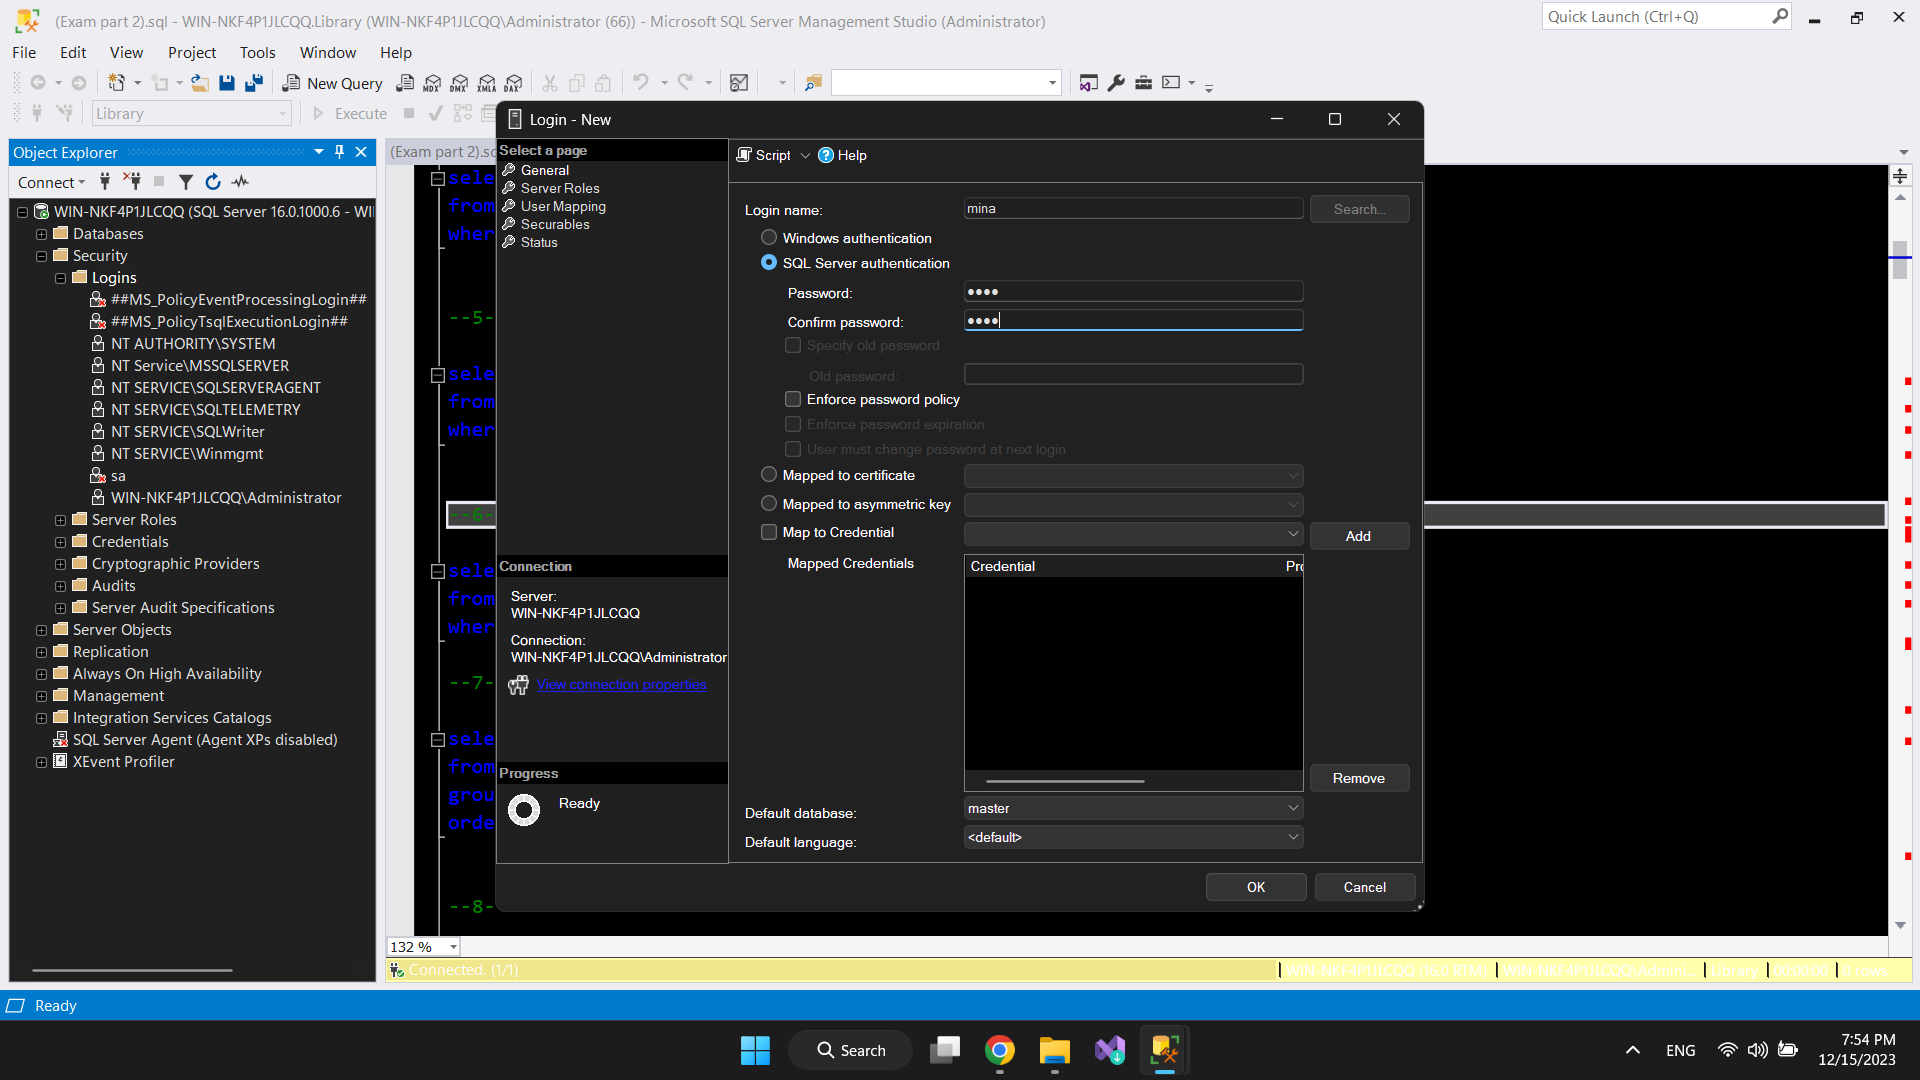 (Exam part 2).sql - WIN-NKF4P1JLCQQ.Library (WIN-NKF4P1JLCQQ\Administrator (66)) - Microsoft SQL Server Management Studio (Administrator)
Quick Launch (Ctrl+Q)
File Edit View Project Tools Window Help
New Query MDX DMX XMLA DAX
Library Execute
Object Explorer
Connect
WIN-NKF4P1JLCQQ (SQL Server 16.0.1000.6 - WI
Databases
Security
Logins
##MS_PolicyEventProcessingLogin##
##MS_PolicyTsqlExecutionLogin##
NT AUTHORITY\SYSTEM
NT Service\MSSQLSERVER
NT SERVICE\SQLSERVERAGENT
NT SERVICE\SQLTELEMETRY
NT SERVICE\SQLWriter
NT SERVICE\Winmgmt
sa
WIN-NKF4P1JLCQQ\Administrator
Server Roles
Credentials
Cryptographic Providers
Audits
Server Audit Specifications
Server Objects
Replication
Always On High Availability
Management
Integration Services Catalogs
SQL Server Agent (Agent XPs disabled)
XEvent Profiler
(Exam part 2).sc
sele
from
wher
--5-
sele
from
wher
--6-
sele
from
wher
--7-
sele
from
grou
orde
--8-
132 %
Connected. (1/1)
Login - New
Select a page
General
Server Roles
User Mapping
Securables
Status
Connection
Server:
WIN-NKF4P1JLCQQ
Connection:
WIN-NKF4P1JLCQQ\Administrator
View connection properties
Progress
Ready
Script Help
Login name: mina Search...
Windows authentication
SQL Server authentication
Password: ●●●●
Confirm password: ●●●●
Specify old password
Old password:
Enforce password policy
Enforce password expiration
User must change password at next login
Mapped to certificate
Mapped to asymmetric key
Map to Credential Add
Mapped Credentials Credential Pro
Remove
Default database: master
Default language: <default>
OK Cancel
Ready
Search
ENG
7:54 PM
12/15/2023